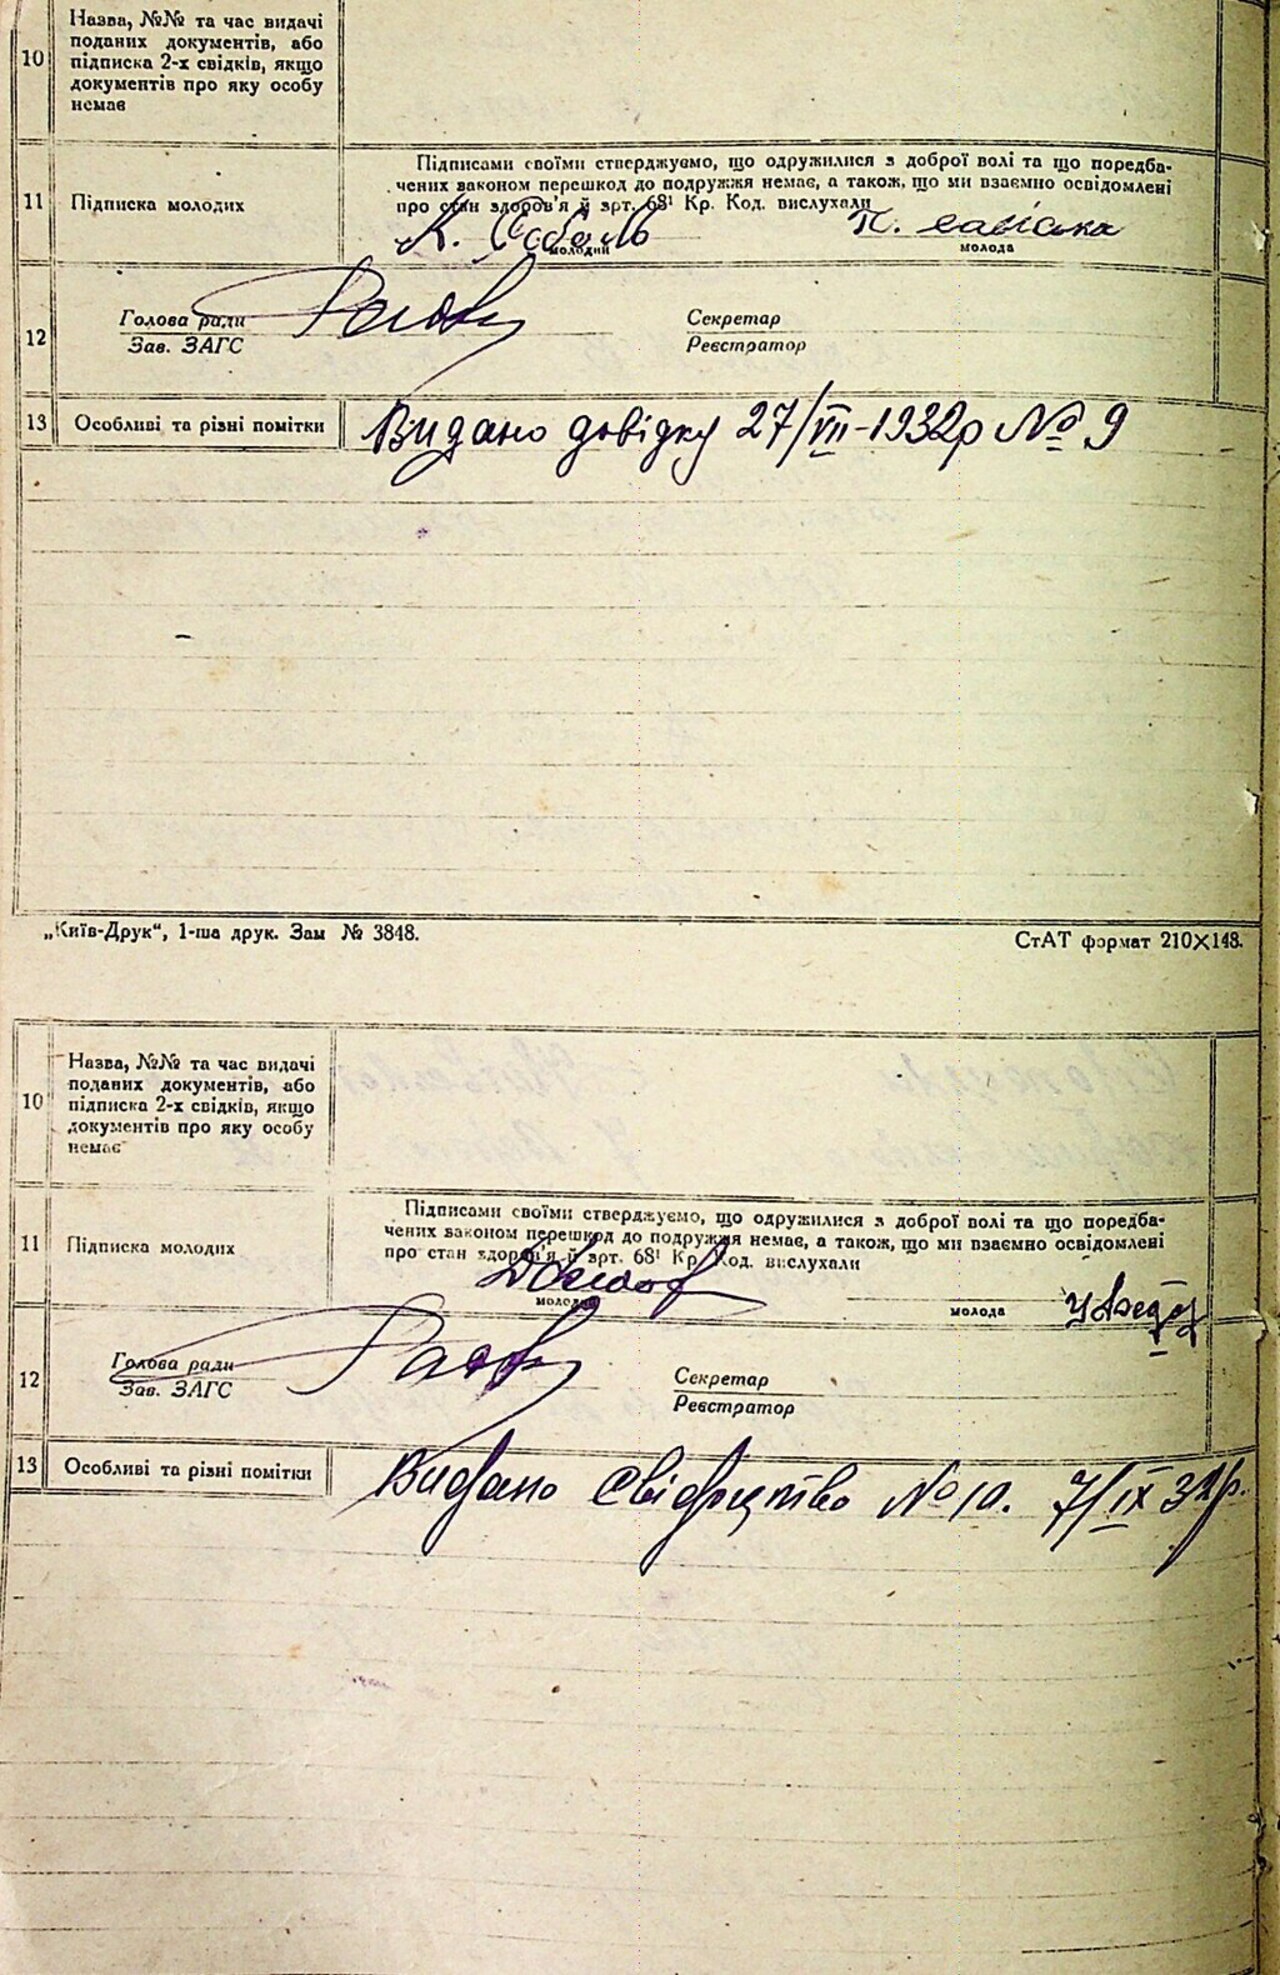 10
Назва, №№ та час видачі
поданих документів, або
підписка 2-х свідків, якщо
документів про яку особу
немає
11
Підписка молодих
Підписами своїми стверджуємо, що одружилися з доброї волі та що передба-
чених законом перешкод до подружжя немає, а також, що ми взаємно освідомлені
про стан здоров'я й арт. 68¹ Кр. Код. вислухали
К. Соболь
молодий
молода
12
Голова ради
Зав. ЗАГС
Секретар
Реєстратор
13
Особливі та різні помітки
Видано довідку 27/VII-1932р № 9
„Київ-Друк“, 1-ша друк. Зам № 3848.
СтАТ формат 210×148.
10
Назва, №№ та час видачі
поданих документів, або
підписка 2-х свідків, якщо
документів про яку особу
немає
11
Підписка молодих
Підписами своїми стверджуємо, що одружилися з доброї волі та що передба-
чених законом перешкод до подружжя немає, а також, що ми взаємно освідомлені
про стан здоров'я й арт. 68¹ Кр. Код. вислухали
молодий
молода
12
Голова ради
Зав. ЗАГС
Секретар
Реєстратор
13
Особливі та різні помітки
Видано Свідоцтво № 10. 7/IX 32р.